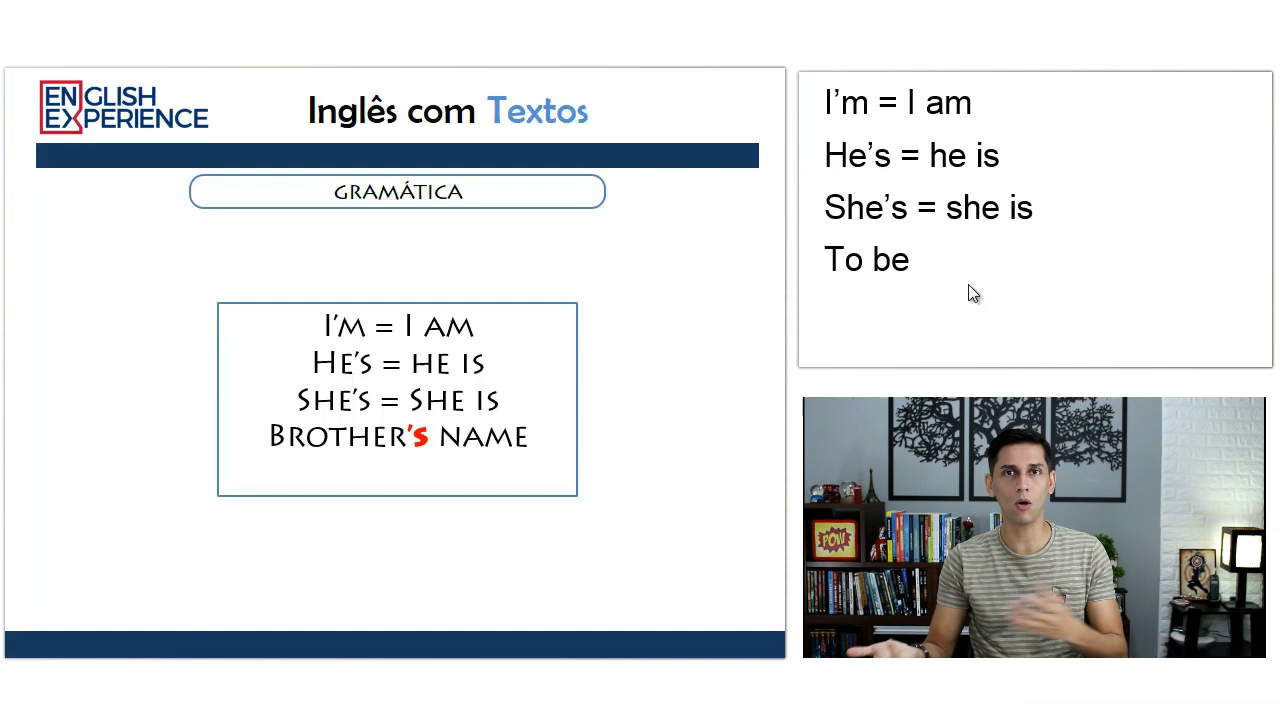 ENGLISH
EXPERIENCE
Inglês com Textos
GRAMÁTICA
I'm = I am
He's = he is
She's = She is
Brother's name
I'm = I am
He's = he is
She's = she is
To be
POW